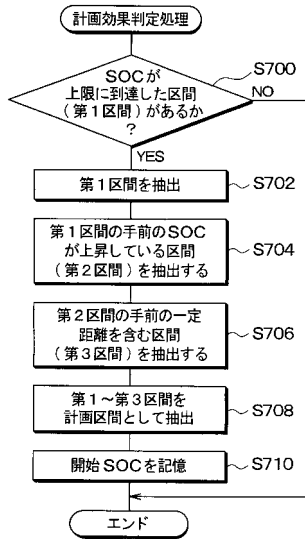 計画効果判定処理
SOCが
上限に到達した区間
(第1区間)があるか
?
S700
NO
YES
第1区間を抽出
S702
第1区間の手前のSOC
が上昇している区間
(第2区間)を抽出する
S704
第2区間の手前の一定
距離を含む区間
(第3区間)を抽出する
S706
第1~第3区間を
計画区間として抽出
S708
開始SOCを記憶
S710
エンド